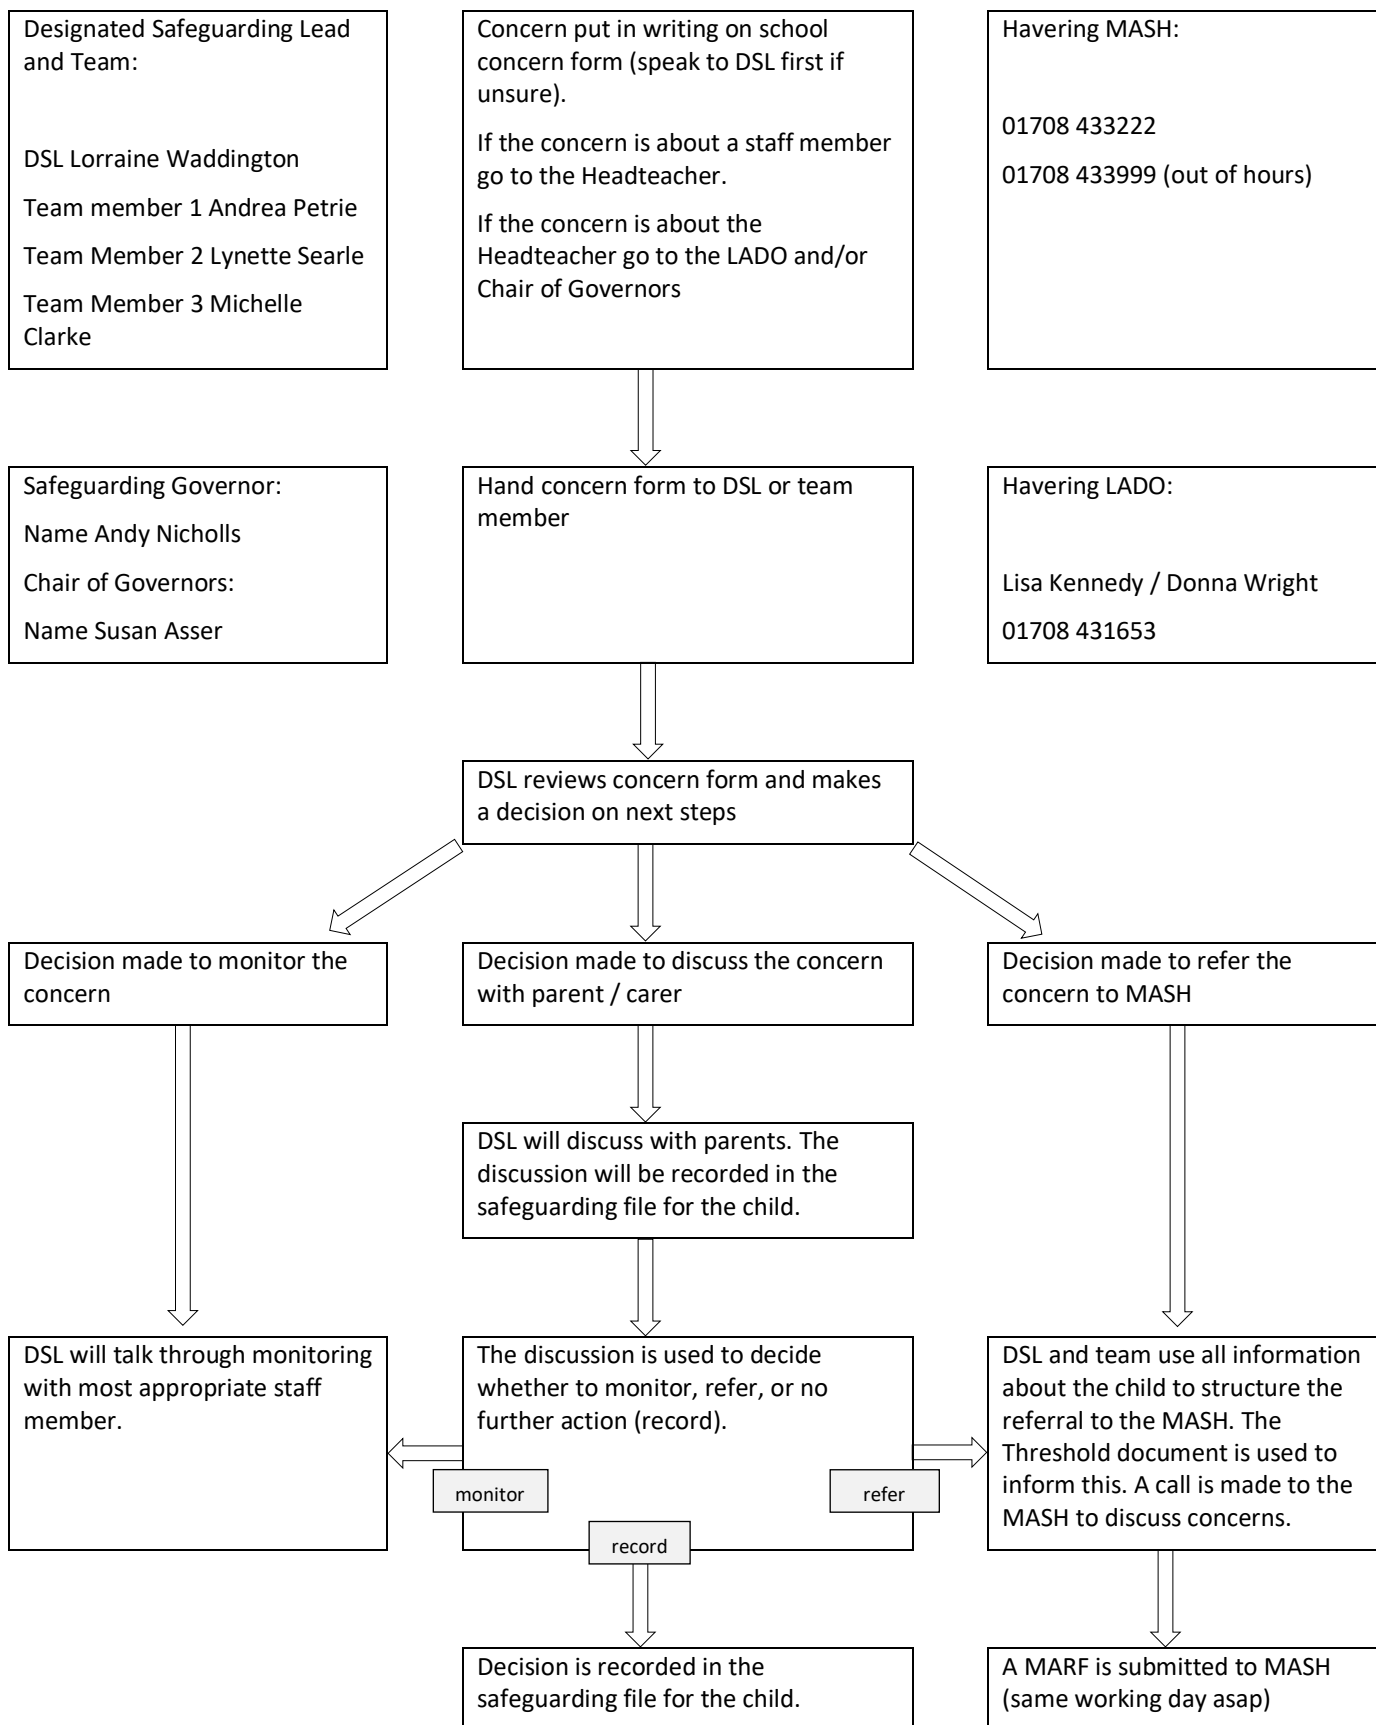 Designated Safeguarding Lead
and Team:
DSL Lorraine Waddington
Team member 1 Andrea Petrie
Team Member 2 Lynette Searle
Team Member 3 Michelle
Clarke
Concern put in writing on school
concern form (speak to DSL first if
unsure).
If the concern is about a staff member
go to the Headteacher.
If the concern is about the
Headteacher go to the LADO and/or
Chair of Governors
Havering MASH:
01708 433222
01708 433999 (out of hours)
Safeguarding Governor:
Name Andy Nicholls
Chair of Governors:
Name Susan Asser
Hand concern form to DSL or team
member
Havering LADO:
Lisa Kennedy / Donna Wright
01708 431653
DSL reviews concern form and makes
a decision on next steps
Decision made to monitor the
concern
Decision made to discuss the concern
with parent / carer
Decision made to refer the
concern to MASH
DSL will discuss with parents. The
discussion will be recorded in the
safeguarding file for the child.
DSL will talk through monitoring
with most appropriate staff
member.
The discussion is used to decide
whether to monitor, refer, or no
further action (record).
monitor
refer
record
DSL and team use all information
about the child to structure the
referral to the MASH. The
Threshold document is used to
inform this. A call is made to the
MASH to discuss concerns.
Decision is recorded in the
safeguarding file for the child.
A MARF is submitted to MASH
(same working day asap)